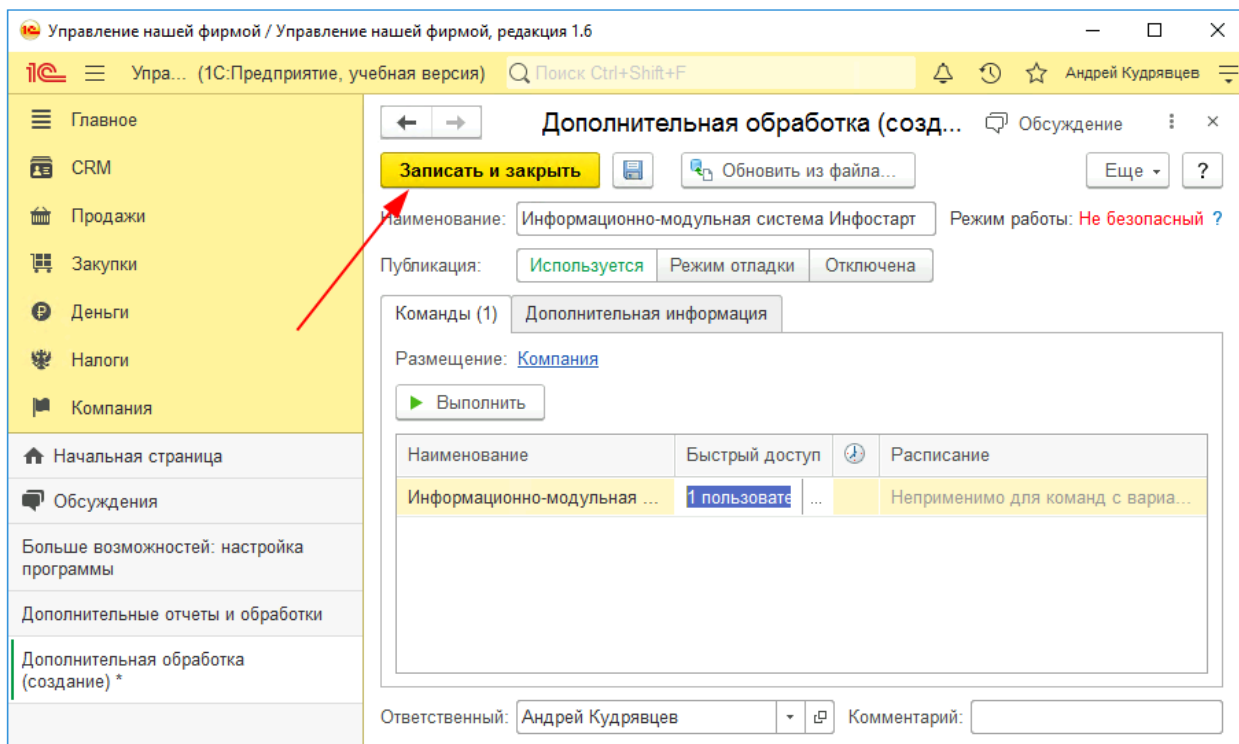 Управление нашей фирмой / Управление нашей фирмой, редакция 1.6
1С Упра... (1С:Предприятие, учебная версия) Поиск Ctrl+Shift+F Андрей Кудрявцев
Главное
CRM
Продажи
Закупки
Деньги
Налоги
Компания
Начальная страница
Обсуждения
Больше возможностей: настройка
программы
Дополнительные отчеты и обработки
Дополнительная обработка
(создание) *
Дополнительная обработка (созд... Обсуждение
Записать и закрыть Обновить из файла... Еще ?
Наименование: Информационно-модульная система Инфостарт Режим работы: Не безопасный ?
Публикация: Используется Режим отладки Отключена
Команды (1) Дополнительная информация
Размещение: Компания
Выполнить
Наименование Быстрый доступ Расписание
Информационно-модульная ... 1 пользовате ... Неприменимо для команд с вариа...
Ответственный: Андрей Кудрявцев Комментарий: